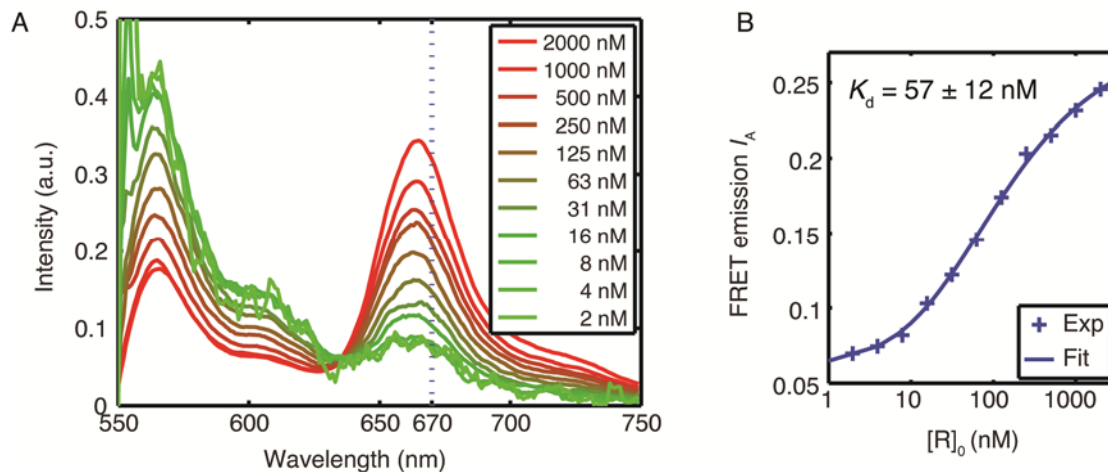 A
Intensity (a.u.)
0.5
0.4
0.3
0.2
0.1
0
550
600
650
670
700
750
Wavelength (nm)
2000 nM
1000 nM
500 nM
250 nM
125 nM
63 nM
31 nM
16 nM
8 nM
4 nM
2 nM
B
FRET emission I_A
0.25
0.2
0.15
0.1
0.05
K_d = 57 ± 12 nM
Exp
Fit
1
10
100
1000
[R]_0 (nM)